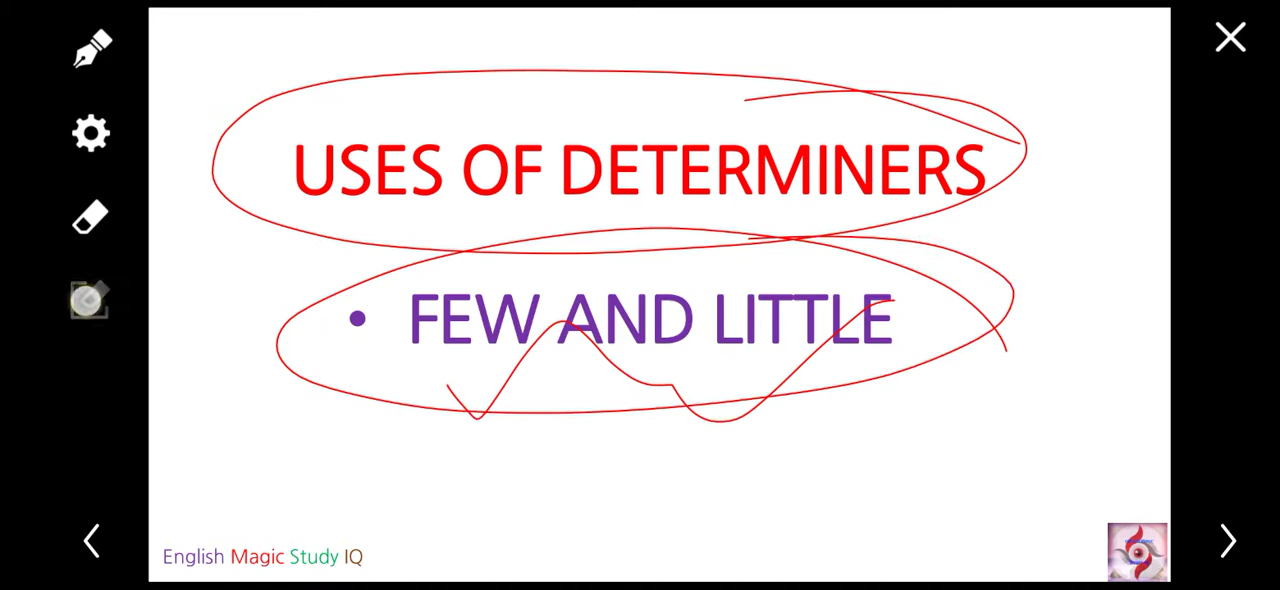 USES OF DETERMINERS
• FEW AND LITTLE
English Magic Study IQ